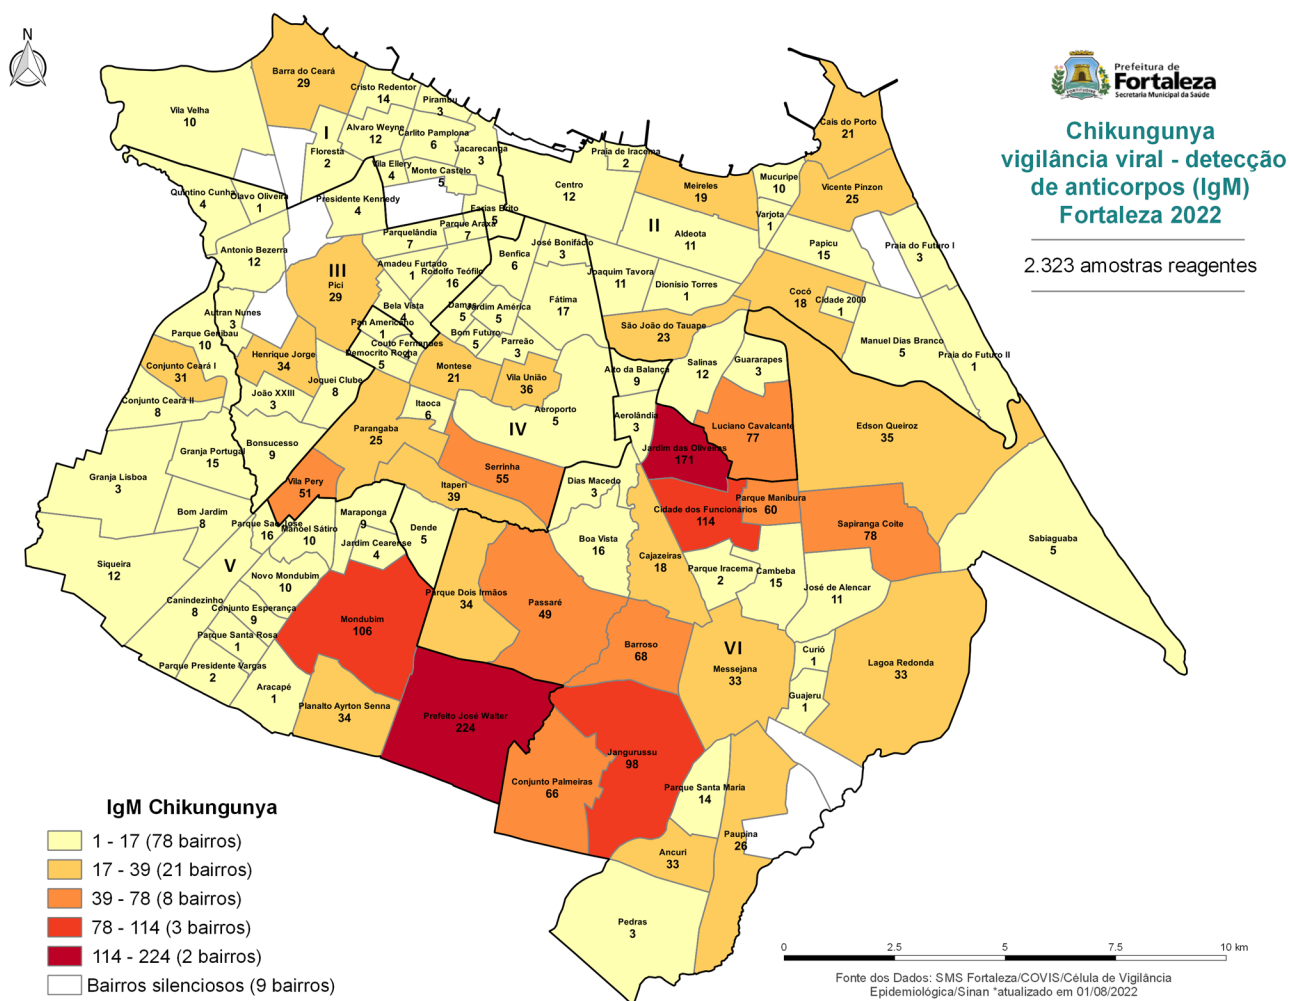 N
Prefeitura de
Fortaleza
Secretaria Municipal da Saúde
Chikungunya
vigilância viral - detecção
de anticorpos (IgM)
Fortaleza 2022
2.323 amostras reagentes
Barra do Ceará
29
Cristo Redentor
14
Pirambu
3
Vila Velha
10
I
Floresta
2
Alvaro Weyne
12
Carlito Pamplona
6
Jacarecanga
3
Vila Ellery
4
Monte Castelo
5
Praia de Iracema
2
Cais do Porto
21
Quintino Cunha
4
Olavo Oliveira
1
Presidente Kennedy
4
Farias Brito
5
Centro
12
Meireles
19
Mucuripe
10
Vicente Pinzon
25
Varjota
1
II
Aldeota
11
Papicu
15
Praia do Futuro I
3
Antonio Bezerra
12
Parquelândia
7
Parque Araxa
7
Benfica
6
José Bonifácio
3
III
Pici
29
Amadeu Furtado
1
Rodolfo Teófilo
16
Joaquim Tavora
11
Dionísio Torres
1
Cocó
18
Cidade 2000
1
Autran Nunes
3
Bela Vista
4
Damas
5
Jardim América
5
Fátima
17
Parque Genibau
10
Pan Americano
1
Couto Fernandes
4
Democrito Rocha
5
Bom Futuro
5
Parreão
3
São João do Tauape
23
Manuel Dias Branco
5
Praia do Futuro II
1
Conjunto Ceará I
31
Henrique Jorge
34
Joquei Clube
8
Montese
21
Vila União
36
Alto da Balança
9
Salinas
12
Guararapes
3
Conjunto Ceará II
8
João XXIII
3
Itaoca
6
Aeroporto
5
IV
Aerolândia
3
Luciano Cavalcante
77
Edson Queiroz
35
Parangaba
25
Bonsucesso
9
Granja Portugal
15
Jardim das Oliveiras
171
Granja Lisboa
3
Vila Pery
51
Itaperi
39
Serrinha
55
Dias Macedo
3
Cidade dos Funcionários
114
Parque Manibura
60
Sapiranga Coite
78
Bom Jardim
8
Parque Sao Jose
16
Manoel Sátiro
10
Maraponga
9
Jardim Cearense
4
Dende
5
Boa Vista
16
Sabiaguaba
5
Siqueira
12
V
Novo Mondubim
10
Cajazeiras
18
Parque Iracema
2
Cambeba
15
José de Alencar
11
Canindezinho
8
Conjunto Esperança
9
Parque Dois Irmãos
34
Passaré
49
Mondubim
106
Parque Santa Rosa
1
Barroso
68
VI
Messejana
33
Curió
1
Lagoa Redonda
33
Parque Presidente Vargas
2
Aracapé
1
Planalto Ayrton Senna
34
Prefeito José Walter
224
Guajeru
1
Jangurussu
98
Conjunto Palmeiras
66
Parque Santa Maria
14
Paupina
26
Ancuri
33
Pedras
3
IgM Chikungunya
1 - 17 (78 bairros)
17 - 39 (21 bairros)
39 - 78 (8 bairros)
78 - 114 (3 bairros)
114 - 224 (2 bairros)
Bairros silenciosos (9 bairros)
0 2.5 5 7.5 10 km
Fonte dos Dados: SMS Fortaleza/COVIS/Célula de Vigilância
Epidemiológica/Sinan *atualizado em 01/08/2022